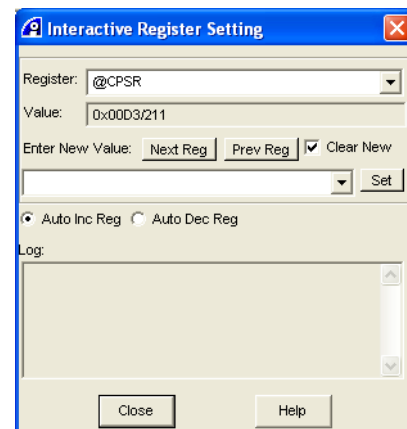 Interactive Register Setting
Register: @CPSR
Value: 0x00D3/211
Enter New Value: Next Reg Prev Reg Clear New
Set
Auto Inc Reg Auto Dec Reg
Log:
Close Help